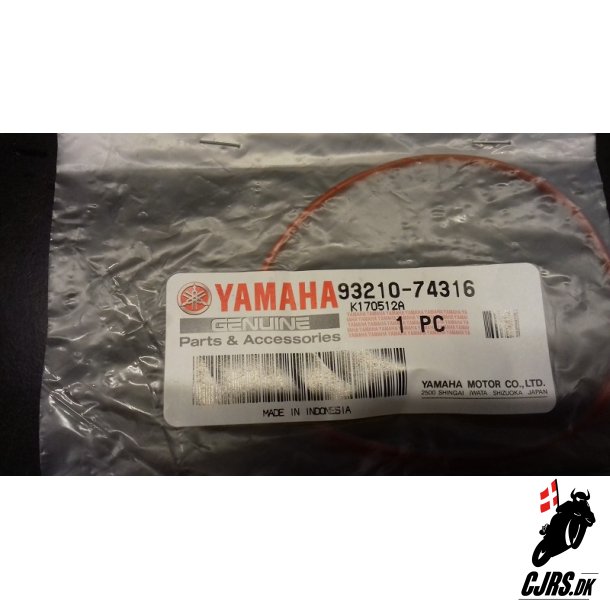 YAMAHA 93210-74316
K170512A
GENUINE 1 PC
Parts & Accessories
YAMAHA MOTOR CO., LTD.
2500 SHINGAI IWATA SHIZUOKA JAPAN
MADE IN INDONESIA
CJRS.DK